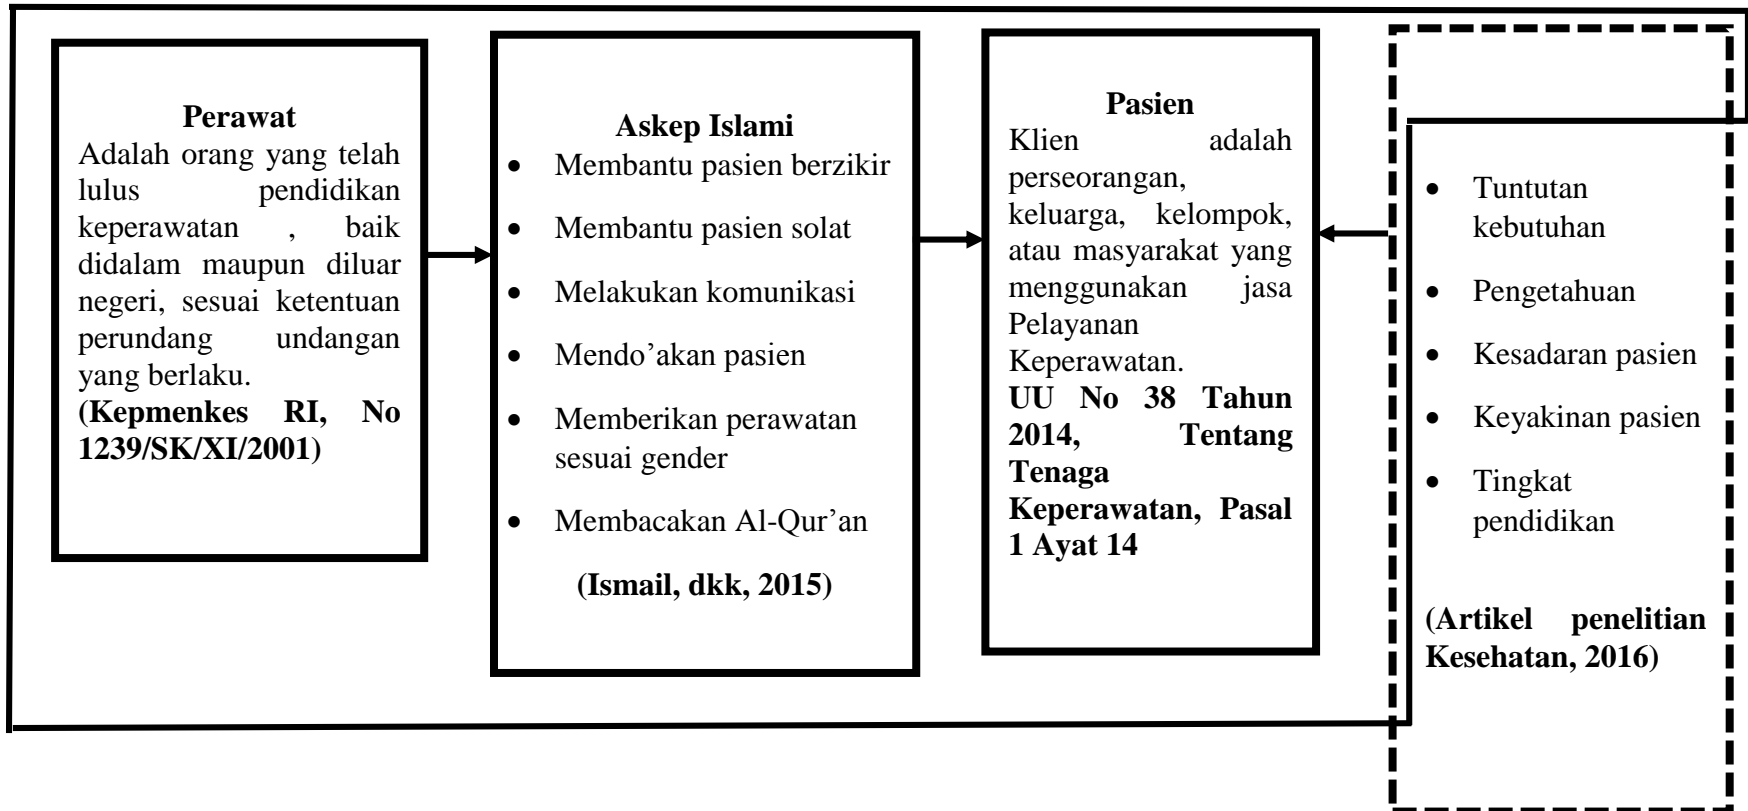 Perawat
Adalah orang yang telah
lulus pendidikan
keperawatan , baik
didalam maupun diluar
negeri, sesuai ketentuan
perundang undangan
yang berlaku.
(Kepmenkes RI, No
1239/SK/XI/2001)
Askep Islami
• Membantu pasien berzikir
• Membantu pasien solat
• Melakukan komunikasi
• Mendo’akan pasien
• Memberikan perawatan
sesuai gender
• Membacakan Al-Qur’an
(Ismail, dkk, 2015)
Pasien
Klien adalah
perseorangan,
keluarga, kelompok,
atau masyarakat yang
menggunakan jasa
Pelayanan
Keperawatan.
UU No 38 Tahun
2014, Tentang
Tenaga
Keperawatan, Pasal
1 Ayat 14
• Tuntutan
kebutuhan
• Pengetahuan
• Kesadaran pasien
• Keyakinan pasien
• Tingkat
pendidikan
(Artikel penelitian
Kesehatan, 2016)